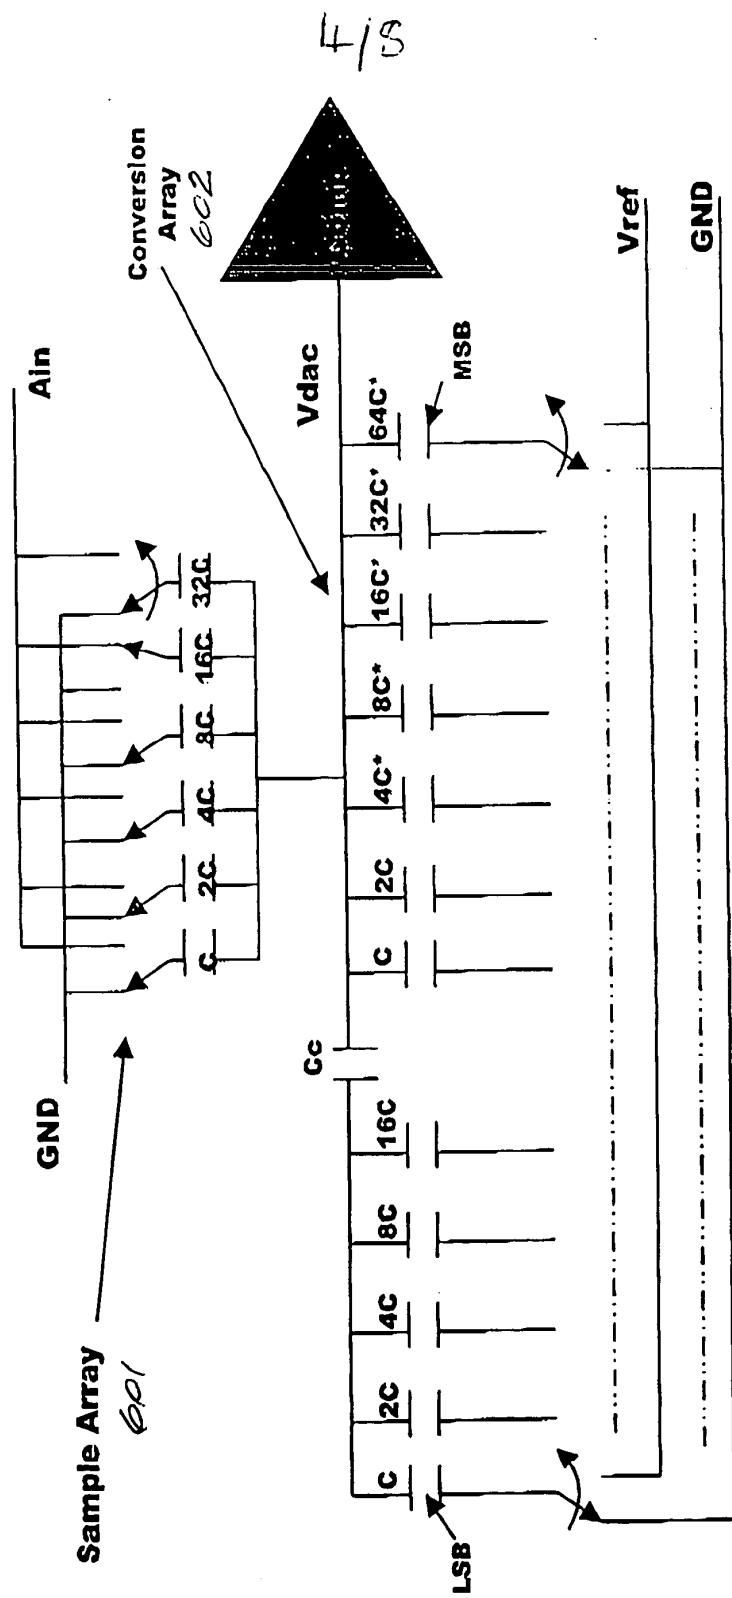 4/5
Ain
GND
32C
16C
8C
4C
2C
C
Sample Array
601
Conversion
Array
602
Vdac
Cc
C
2C
4C
8C
16C
C
2C
4C*
8C*
16C*
32C*
64C*
LSB
MSB
Vref
GND